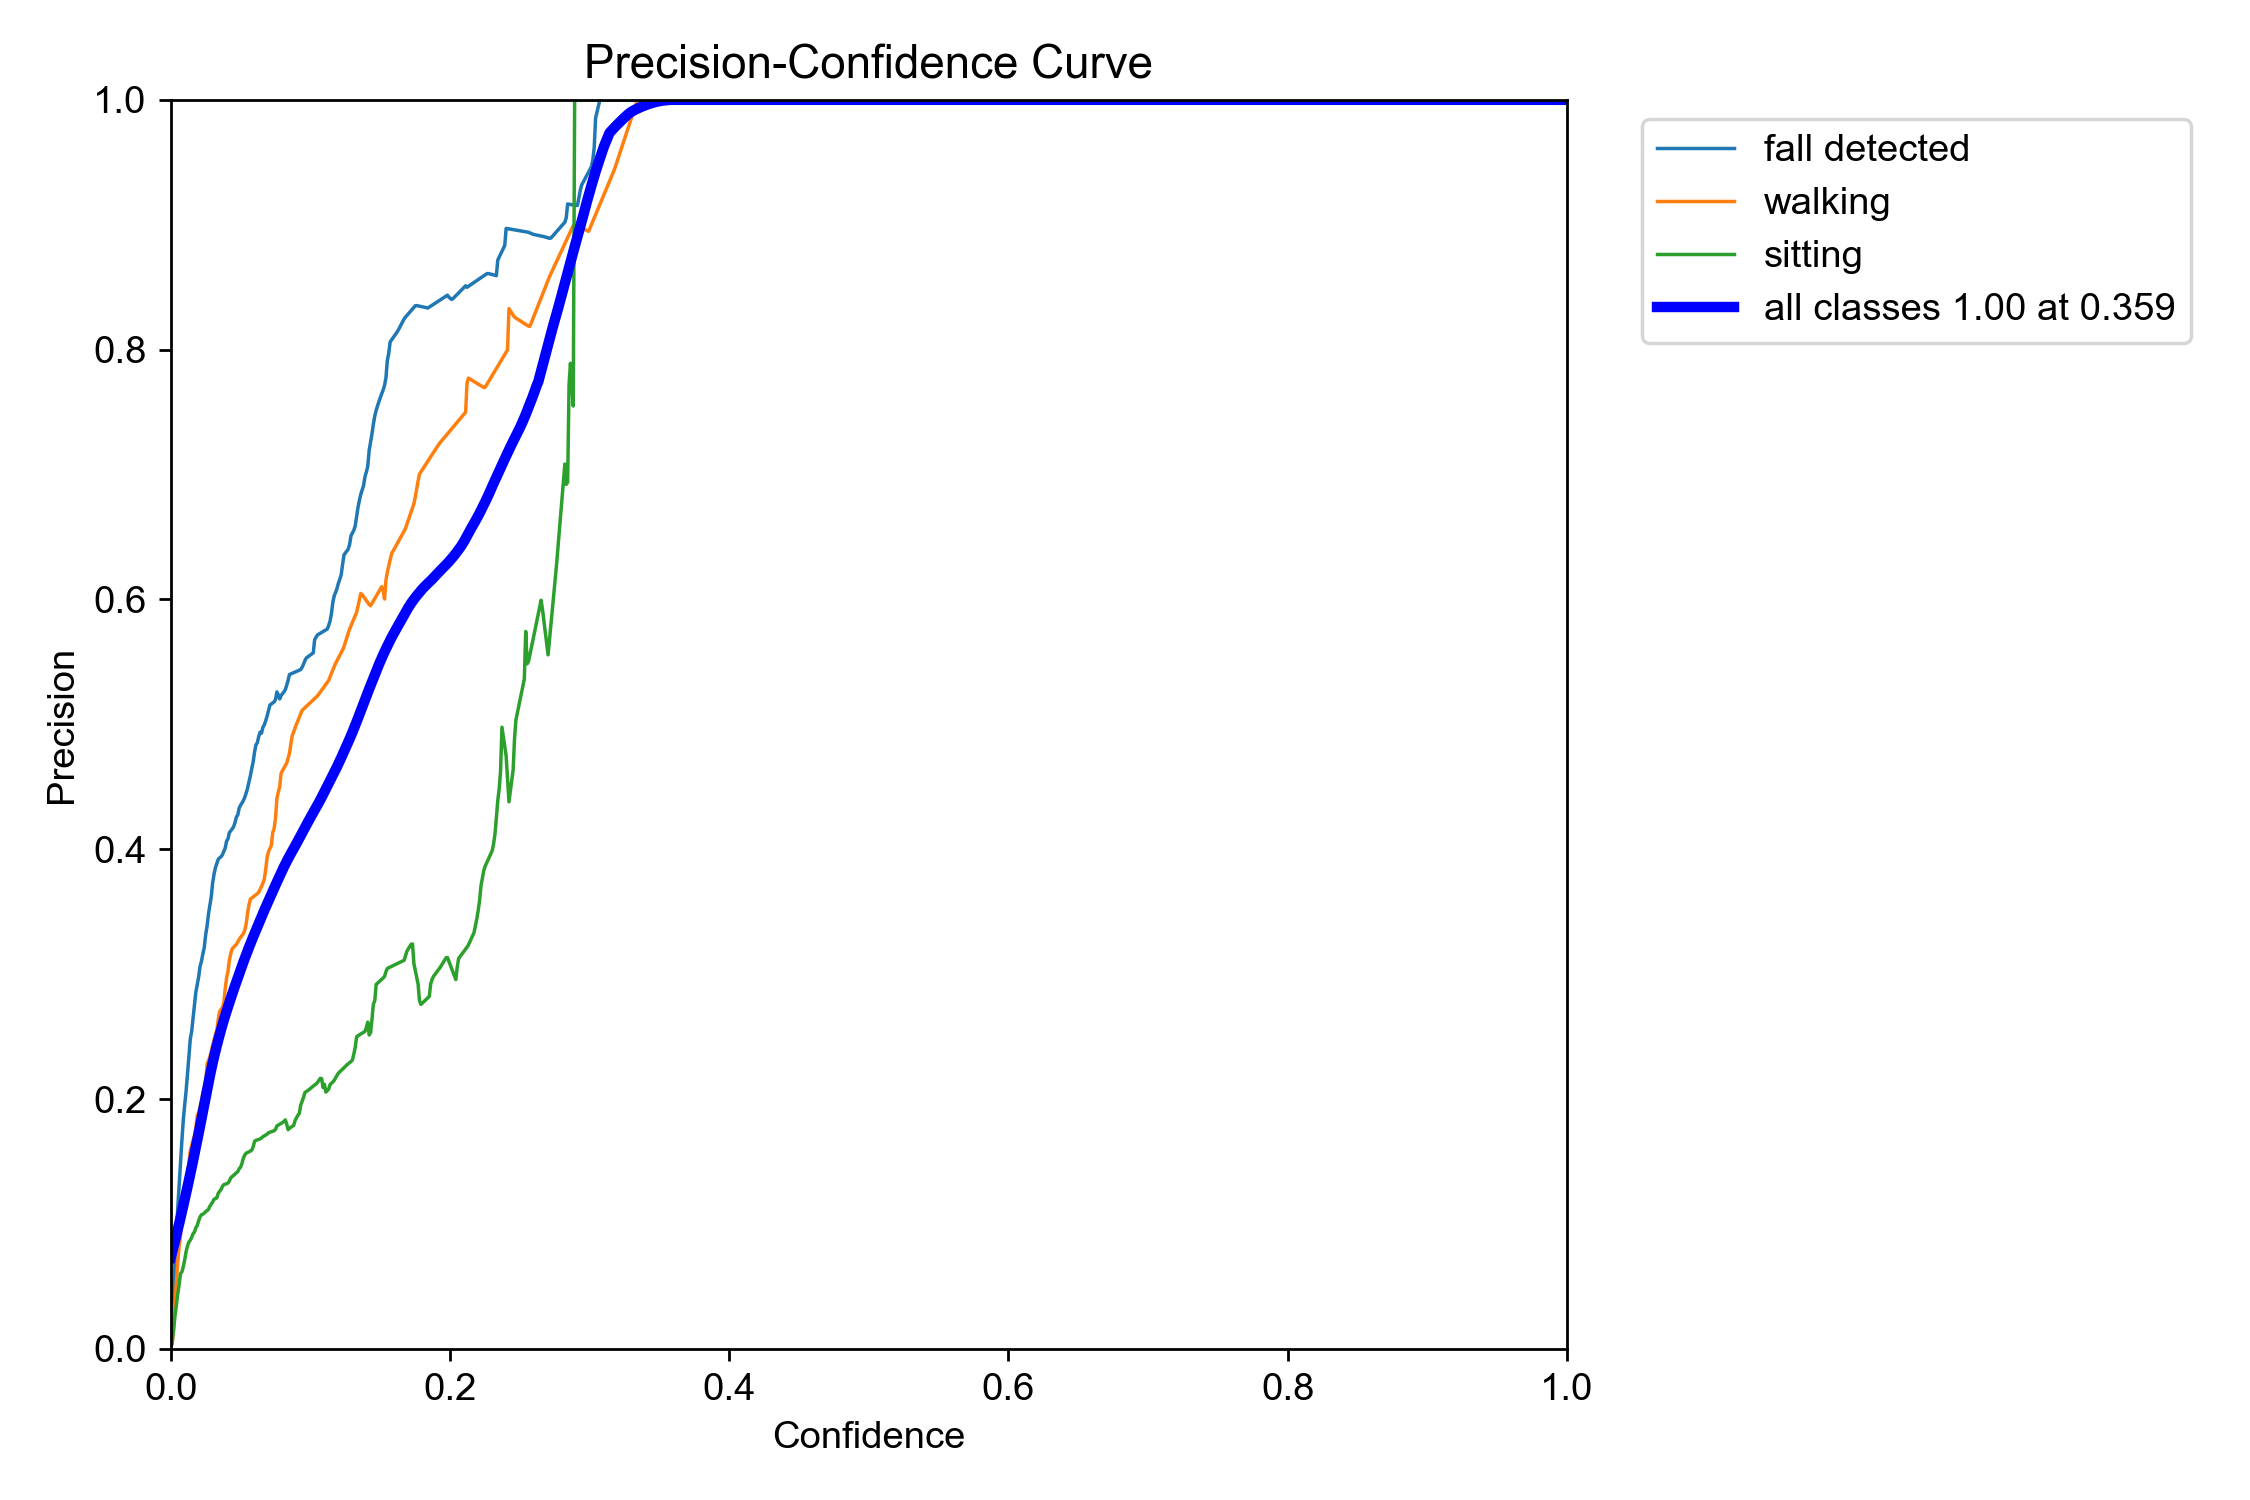 Precision-Confidence Curve
1.0
0.8
0.6
0.4
0.2
0.0
Precision
0.0 0.2 0.4 0.6 0.8 1.0
Confidence
fall detected
walking
sitting
all classes 1.00 at 0.359